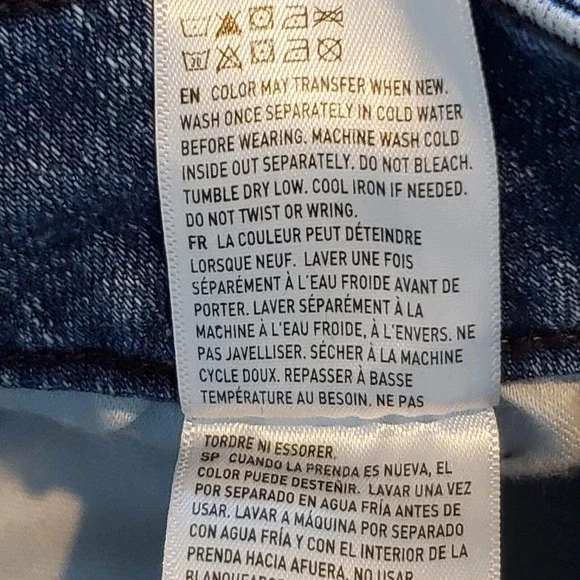 30
EN COLOR MAY TRANSFER WHEN NEW.
WASH ONCE SEPARATELY IN COLD WATER
BEFORE WEARING. MACHINE WASH COLD
INSIDE OUT SEPARATELY. DO NOT BLEACH.
TUMBLE DRY LOW. COOL IRON IF NEEDED.
DO NOT TWIST OR WRING.
FR LA COULEUR PEUT DÉTEINDRE
LORSQUE NEUF. LAVER UNE FOIS
SÉPARÉMENT À L'EAU FROIDE AVANT DE
PORTER. LAVER SÉPARÉMENT À LA
MACHINE À L'EAU FROIDE, À L'ENVERS. NE
PAS JAVELLISER. SÉCHER À LA MACHINE
CYCLE DOUX. REPASSER À BASSE
TEMPÉRATURE AU BESOIN. NE PAS
TORDRE NI ESSORER.
SP CUANDO LA PRENDA ES NUEVA, EL
COLOR PUEDE DESTEÑIR. LAVAR UNA VEZ
POR SEPARADO EN AGUA FRÍA ANTES DE
USAR. LAVAR A MÁQUINA POR SEPARADO
CON AGUA FRÍA Y CON EL INTERIOR DE LA
PRENDA HACIA AFUERA. NO USAR